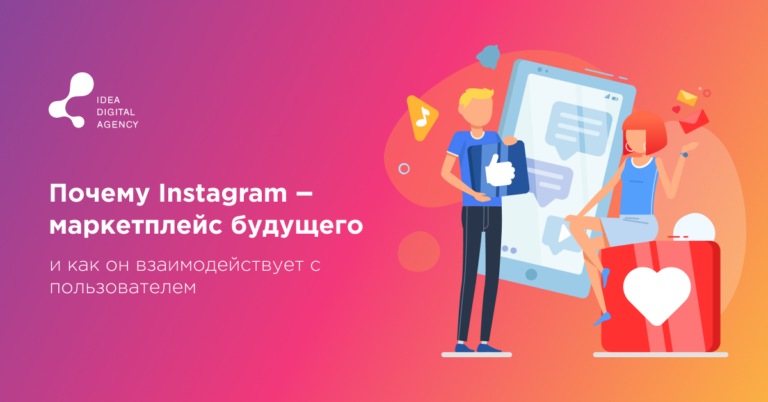 IDEA
DIGITAL
AGENCY
Почему Instagram –
маркетплейс будущего
и как он взаимодействует с
пользователем